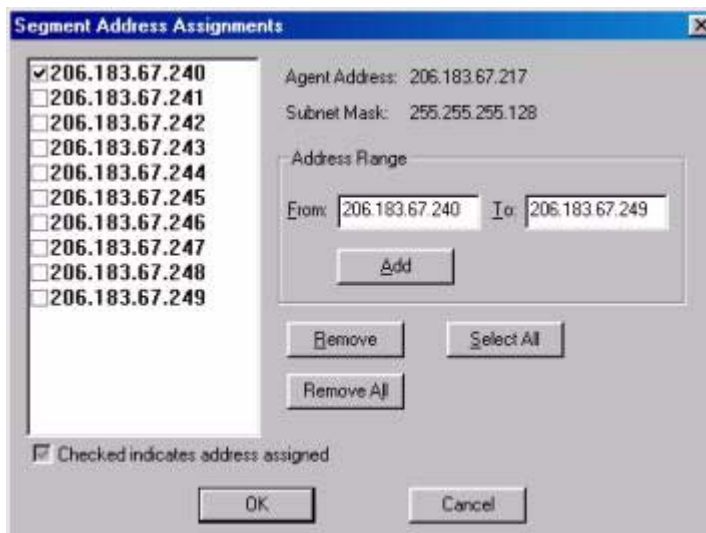 Segment Address Assignments
206.183.67.240
206.183.67.241
206.183.67.242
206.183.67.243
206.183.67.244
206.183.67.245
206.183.67.246
206.183.67.247
206.183.67.248
206.183.67.249
Agent Address: 206.183.67.217
Subnet Mask: 255.255.255.128
Address Range
From: 206.183.67.240 To: 206.183.67.249
Add
Remove Select All
Remove All
Checked indicates address assigned
OK Cancel